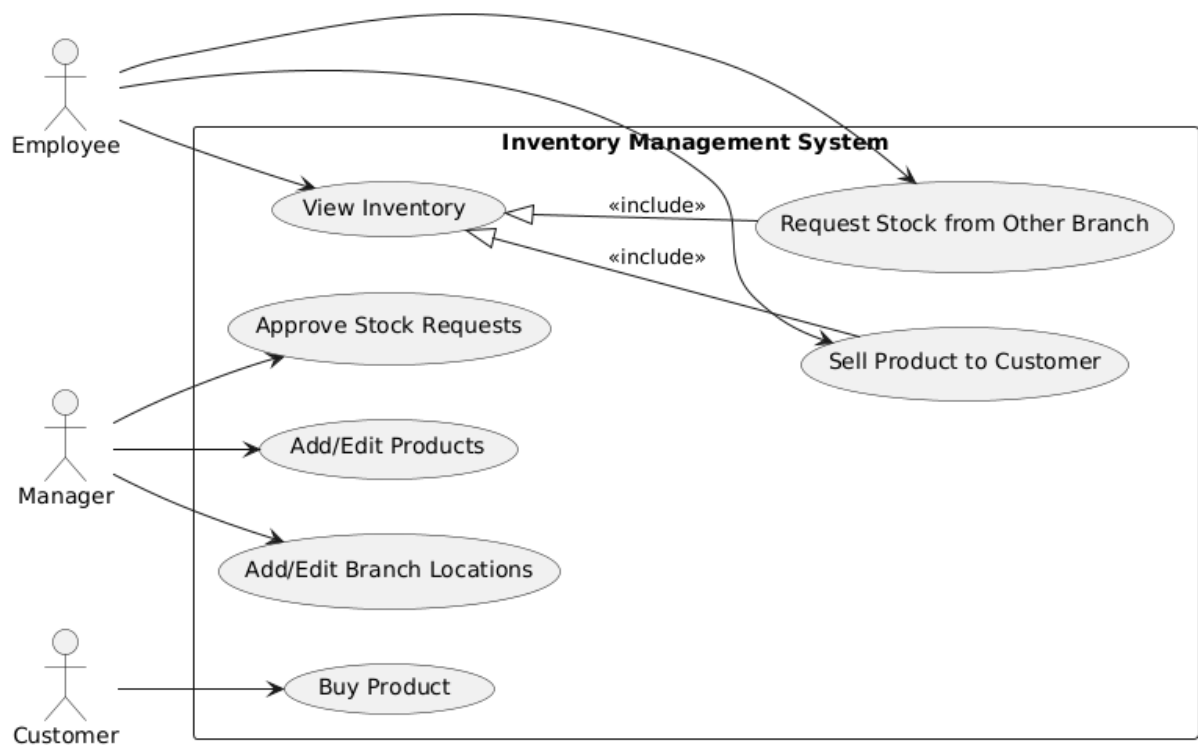 Employee
Inventory Management System
View Inventory
«include»
Request Stock from Other Branch
«include»
Approve Stock Requests
Sell Product to Customer
Manager
Add/Edit Products
Add/Edit Branch Locations
Customer
Buy Product